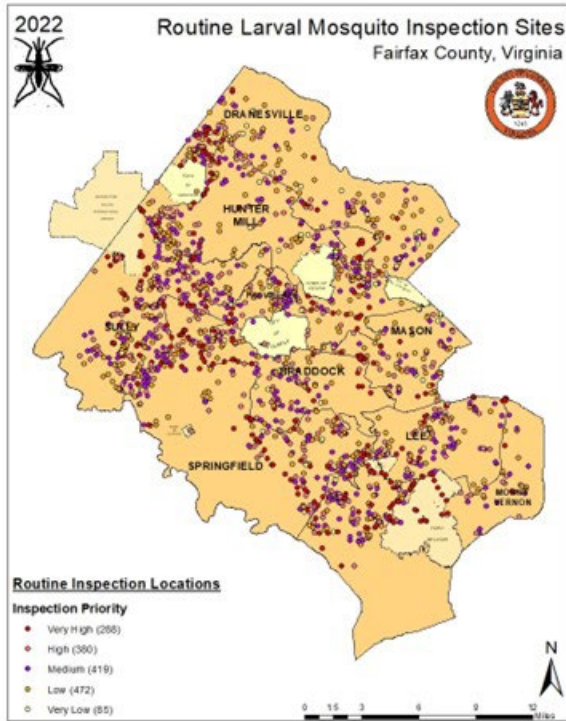 2022
Routine Larval Mosquito Inspection Sites
Fairfax County, Virginia
DRANESVILLE
HUNTER
MILL
SULLY
MASON
BRADDOCK
LEE
SPRINGFIELD
MOUNT
VERNON
Routine Inspection Locations
Inspection Priority
Very High (288)
High (380)
Medium (419)
Low (472)
Very Low (85)
N
0 1.5 3 6 9 12
Miles